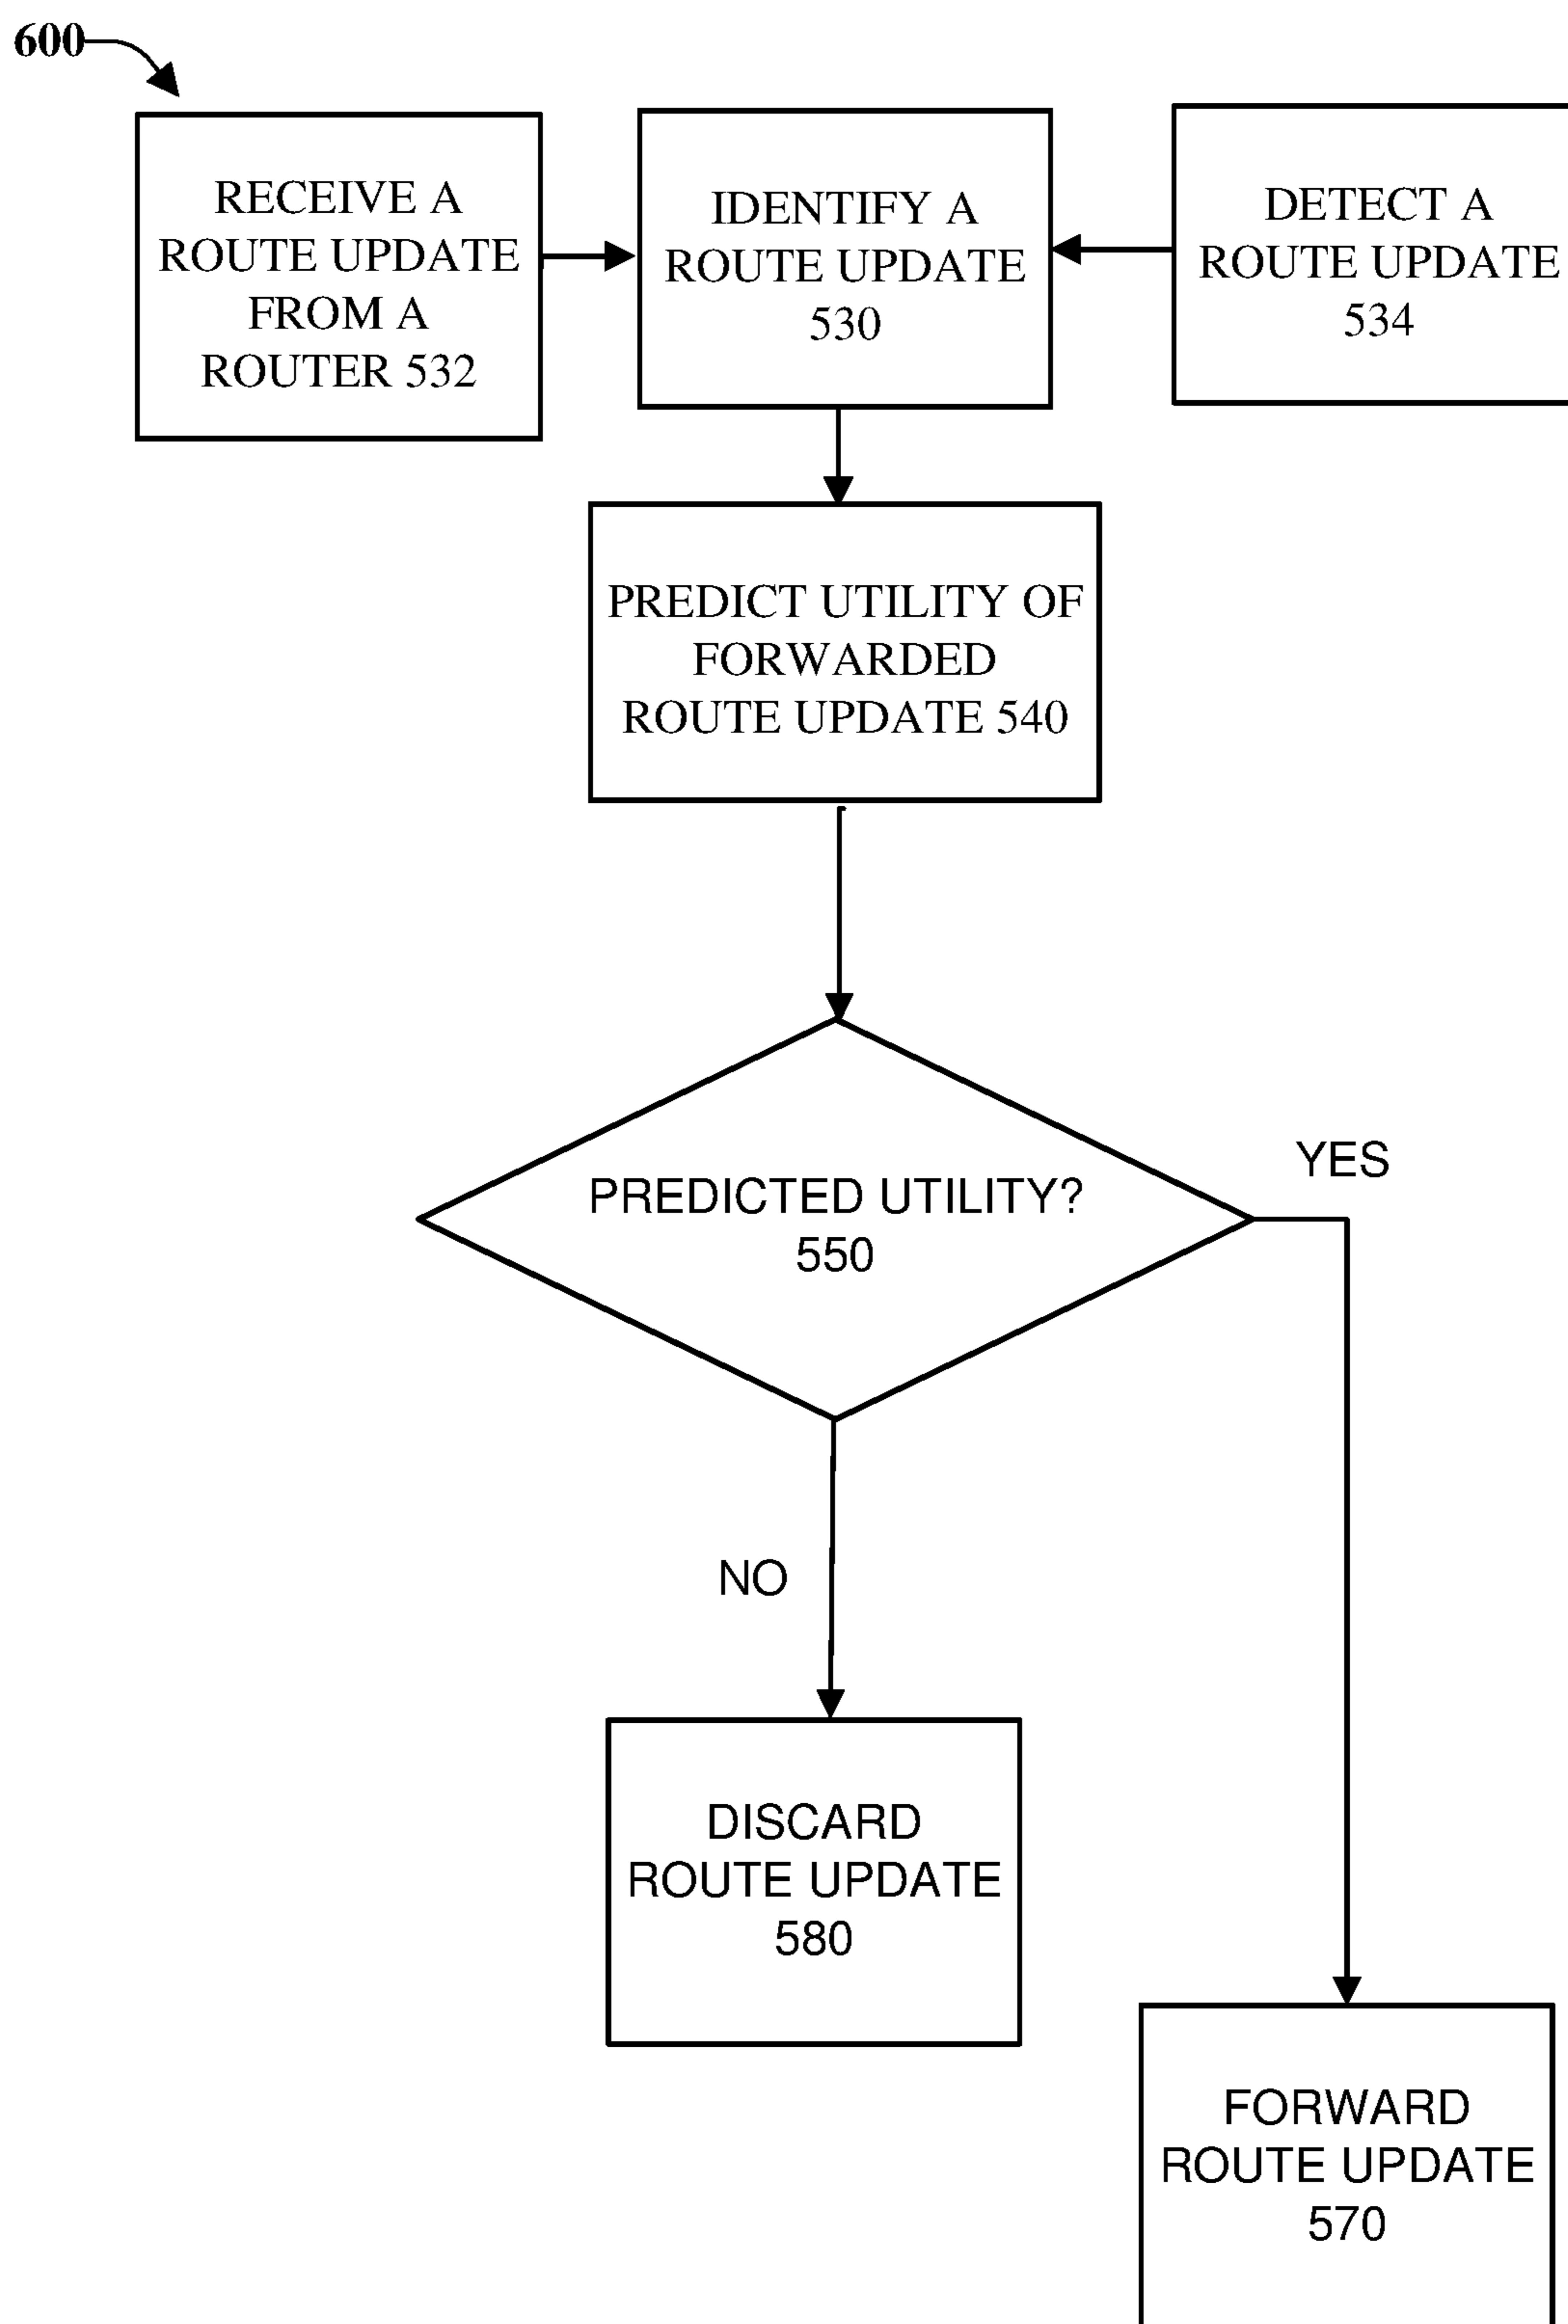 600
RECEIVE A
ROUTE UPDATE
FROM A
ROUTER 532
IDENTIFY A
ROUTE UPDATE
530
DETECT A
ROUTE UPDATE
534
PREDICT UTILITY OF
FORWARDED
ROUTE UPDATE 540
PREDICTED UTILITY?
550
YES
NO
DISCARD
ROUTE UPDATE
580
FORWARD
ROUTE UPDATE
570